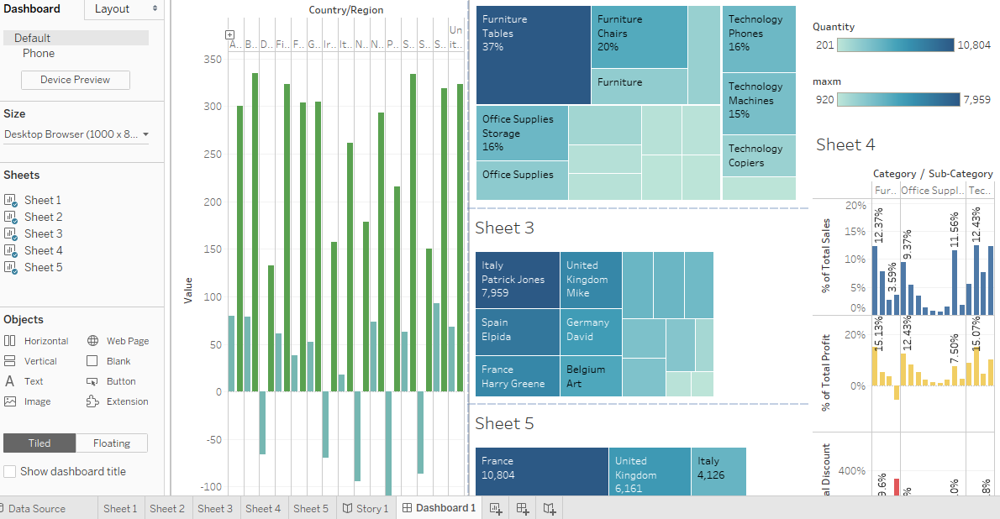 Dashboard
Layout
Default
Phone
Device Preview
Size
Desktop Browser (1000 x 8...
Sheets
Sheet 1
Sheet 2
Sheet 3
Sheet 4
Sheet 5
Objects
Horizontal
Web Page
Vertical
Blank
Text
Button
Image
Extension
Tiled
Floating
Show dashboard title
Country/Region
A.. B.. D.. Fi.. F.. G.. Ir.. It.. N.. N.. P.. S.. S.. S.. Un it..
350
300
250
200
150
100
50
0
-50
-100
Value
Furniture
Tables
37%
Furniture
Chairs
20%
Furniture
Technology
Phones
16%
Technology
Machines
15%
Technology
Copiers
Office Supplies
Storage
16%
Office Supplies
Sheet 3
Italy
Patrick Jones
7,959
United
Kingdom
Mike
Spain
Elpida
Germany
David
France
Harry Greene
Belgium
Art
Sheet 5
France
10,804
United
Kingdom
6,161
Italy
4,126
Quantity
201
10,804
maxm
920
7,959
Sheet 4
Category / Sub-Category
Fur.. Office Suppl.. Tec..
20%
15%
10%
5%
0%
% of Total Sales
12.37%
3.59%
9.37%
11.56%
12.43%
20%
0%
% of Total Profit
15.13%
12.43%
7.50%
15.07%
400%
al Discount
9.6%
%
.0%
.8%
Data Source
Sheet 1
Sheet 2
Sheet 3
Sheet 4
Sheet 5
Story 1
Dashboard 1